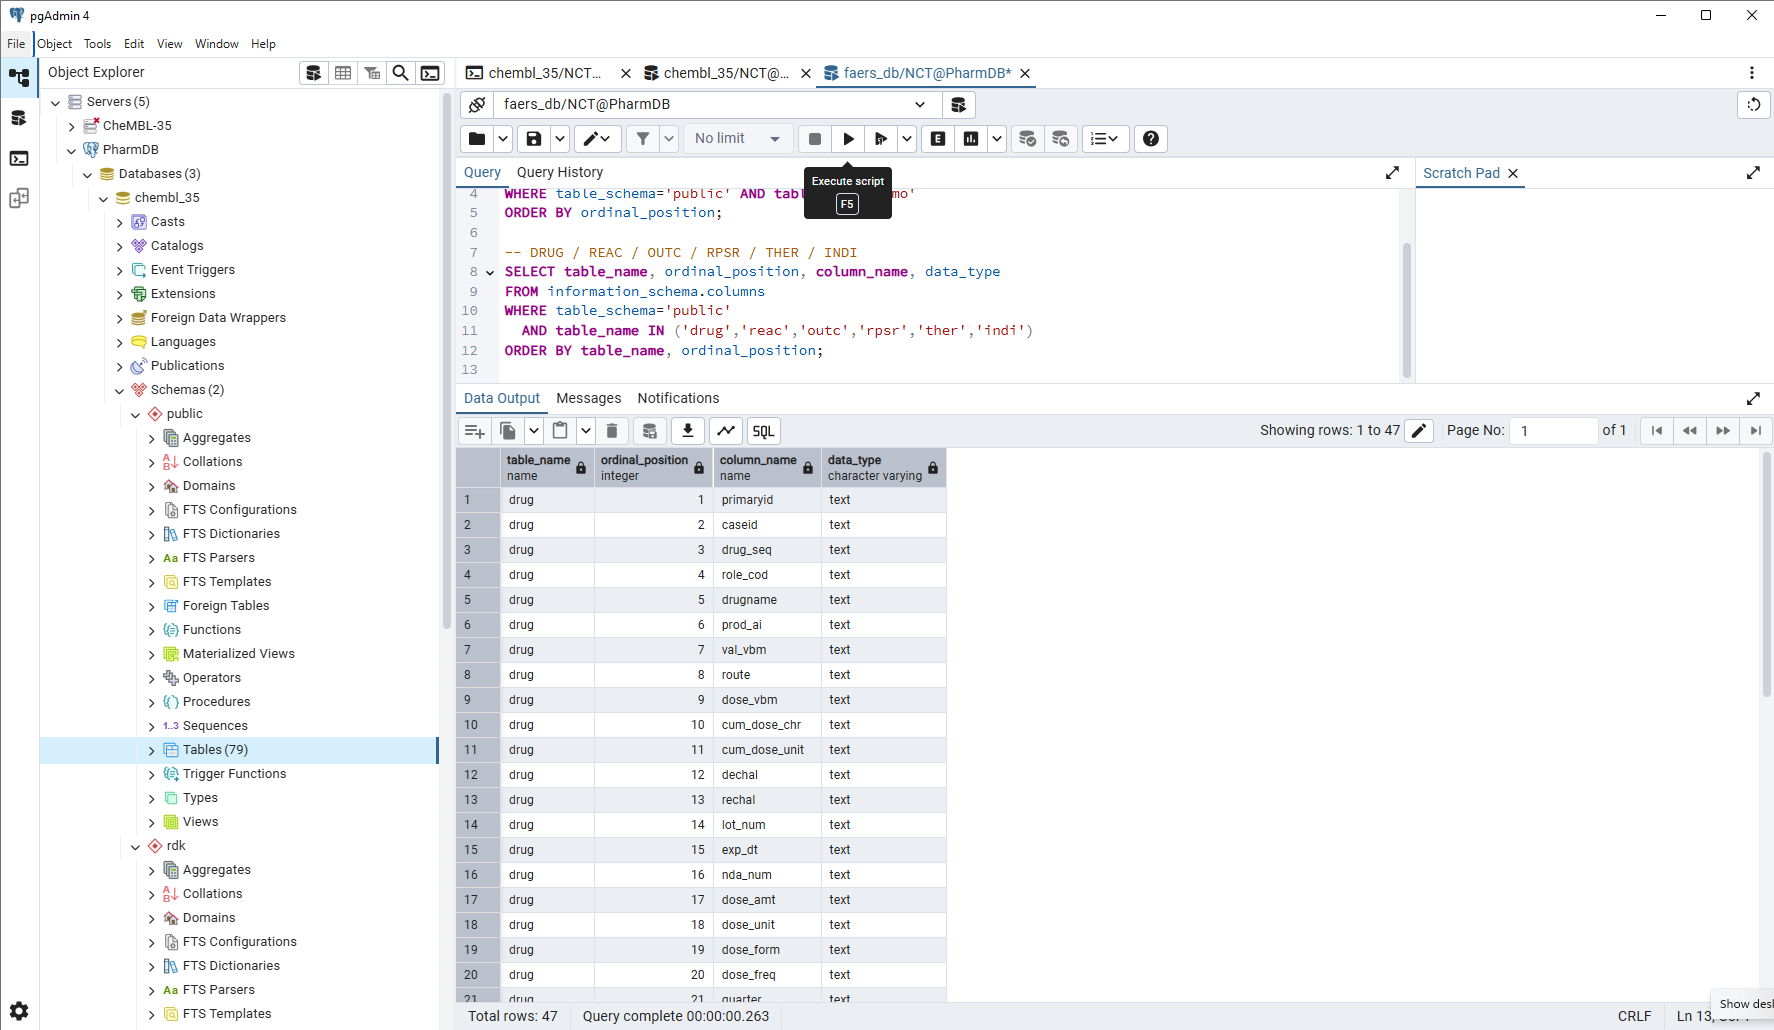 pgAdmin 4
File Object Tools Edit View Window Help
Object Explorer
Servers (5)
CheMBL-35
PharmDB
Databases (3)
chembl_35
Casts
Catalogs
Event Triggers
Extensions
Foreign Data Wrappers
Languages
Publications
Schemas (2)
public
Aggregates
Collations
Domains
FTS Configurations
FTS Dictionaries
Aa FTS Parsers
FTS Templates
Foreign Tables
Functions
Materialized Views
Operators
Procedures
1..3 Sequences
Tables (79)
Trigger Functions
Types
Views
rdk
Aggregates
Collations
Domains
FTS Configurations
FTS Dictionaries
Aa FTS Parsers
FTS Templates
chembl_35/NCT... chembl_35/NCT@... faers_db/NCT@PharmDB*
faers_db/NCT@PharmDB
No limit E
Query Query History
Execute script
F5
Scratch Pad
4 WHERE table_schema='public' AND tabl mo'
5 ORDER BY ordinal_position;
6
7 -- DRUG / REAC / OUTC / RPSR / THER / INDI
8 SELECT table_name, ordinal_position, column_name, data_type
9 FROM information_schema.columns
10 WHERE table_schema='public'
11 AND table_name IN ('drug','reac','outc','rpsr','ther','indi')
12 ORDER BY table_name, ordinal_position;
13
Data Output Messages Notifications
SQL Showing rows: 1 to 47 Page No: 1 of 1
table_name ordinal_position column_name data_type
name integer name character varying
1 drug 1 primaryid text
2 drug 2 caseid text
3 drug 3 drug_seq text
4 drug 4 role_cod text
5 drug 5 drugname text
6 drug 6 prod_ai text
7 drug 7 val_vbm text
8 drug 8 route text
9 drug 9 dose_vbm text
10 drug 10 cum_dose_chr text
11 drug 11 cum_dose_unit text
12 drug 12 dechal text
13 drug 13 rechal text
14 drug 14 lot_num text
15 drug 15 exp_dt text
16 drug 16 nda_num text
17 drug 17 dose_amt text
18 drug 18 dose_unit text
19 drug 19 dose_form text
20 drug 20 dose_freq text
21 drug 21 quarter text
Total rows: 47 Query complete 00:00:00.263 CRLF Ln 13,
Show desk